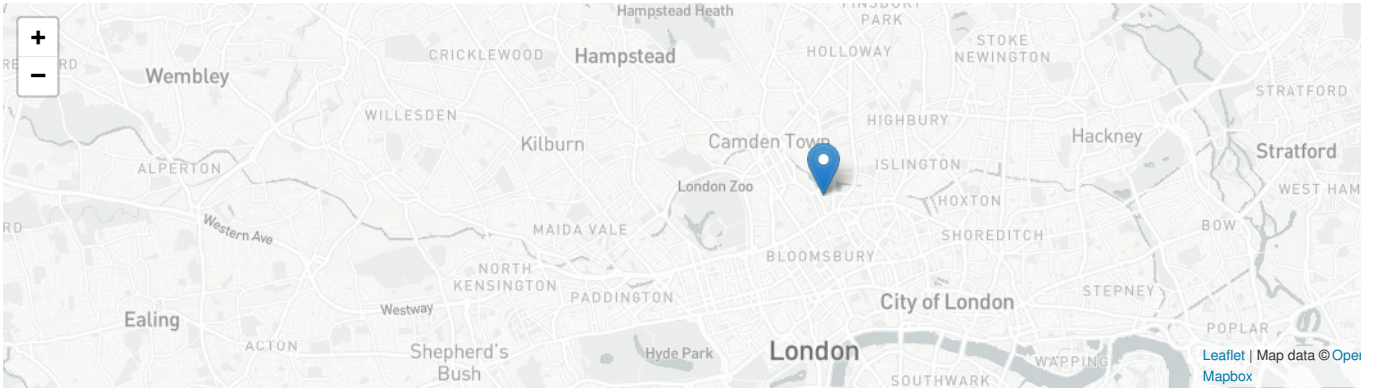 +
−
Hampstead Heath
PARK
STOKE
NEWINGTON
CRICKLEWOOD
Hampstead
HOLLOWAY
Wembley
STRATFORD
WILLESDEN
HIGHBURY
Kilburn
Camden Town
Hackney
Stratford
ALPERTON
ISLINGTON
London Zoo
WEST HAM
HOXTON
Western Ave
MAIDA VALE
SHOREDITCH
BOW
BLOOMSBURY
NORTH
KENSINGTON
PADDINGTON
STEPNEY
City of London
Westway
Ealing
POPLAR
ACTON
Shepherd's
Bush
Hyde Park
London
WAPPING
SOUTHWARK
Leaflet | Map data © Open
Mapbox